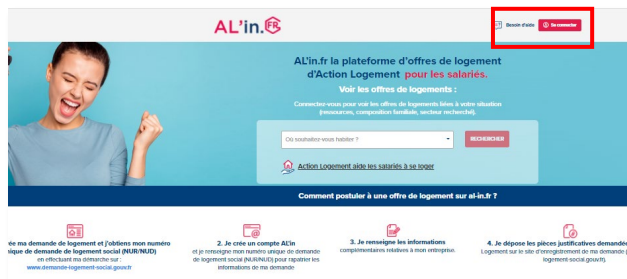 AL'in.FR
Besoin d'aide Se connecter
AL'in.fr la plateforme d'offres de logement
d'Action Logement pour les salariés.
Voir les offres de logements :
Connectez-vous pour voir les offres de logements liées à votre situation
(ressources, composition familiale, secteur recherché).
Où souhaitez-vous habiter ? RECHERCHER
Action Logement aide les salariés à se loger
Comment postuler à une offre de logement sur al-in.fr ?
ée ma demande de logement et j'obtiens mon numéro
nique de demande de logement social (NUR/NUD)
en effectuant ma démarche sur :
www.demande-logement-social.gouv.fr
2. Je crée un compte AL'in
et je renseigne mon numéro unique de demande
de logement social (NUR/NUD) pour rapatrier les
informations de ma demande
3. Je renseigne les informations
complémentaires relatives à mon entreprise.
4. Je dépose les pièces justificatives demandée
Logement sur le site d'enregistrement de ma demande (
logement-social.gouv.fr).